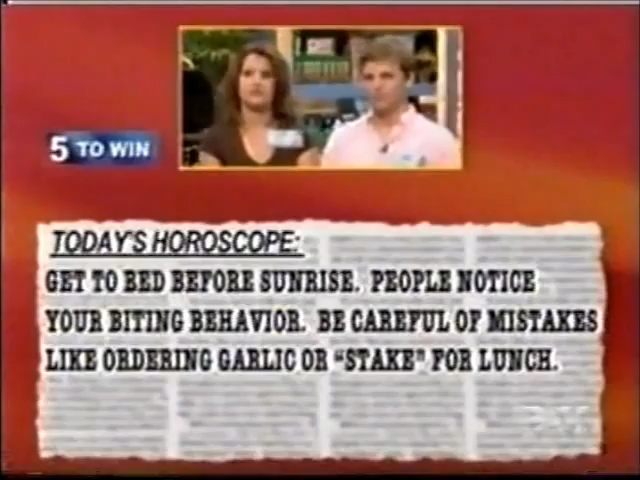 5 TO WIN
TODAY'S HOROSCOPE:
GET TO BED BEFORE SUNRISE. PEOPLE NOTICE
YOUR BITING BEHAVIOR. BE CAREFUL OF MISTAKES
LIKE ORDERING GARLIC OR "STAKE" FOR LUNCH.